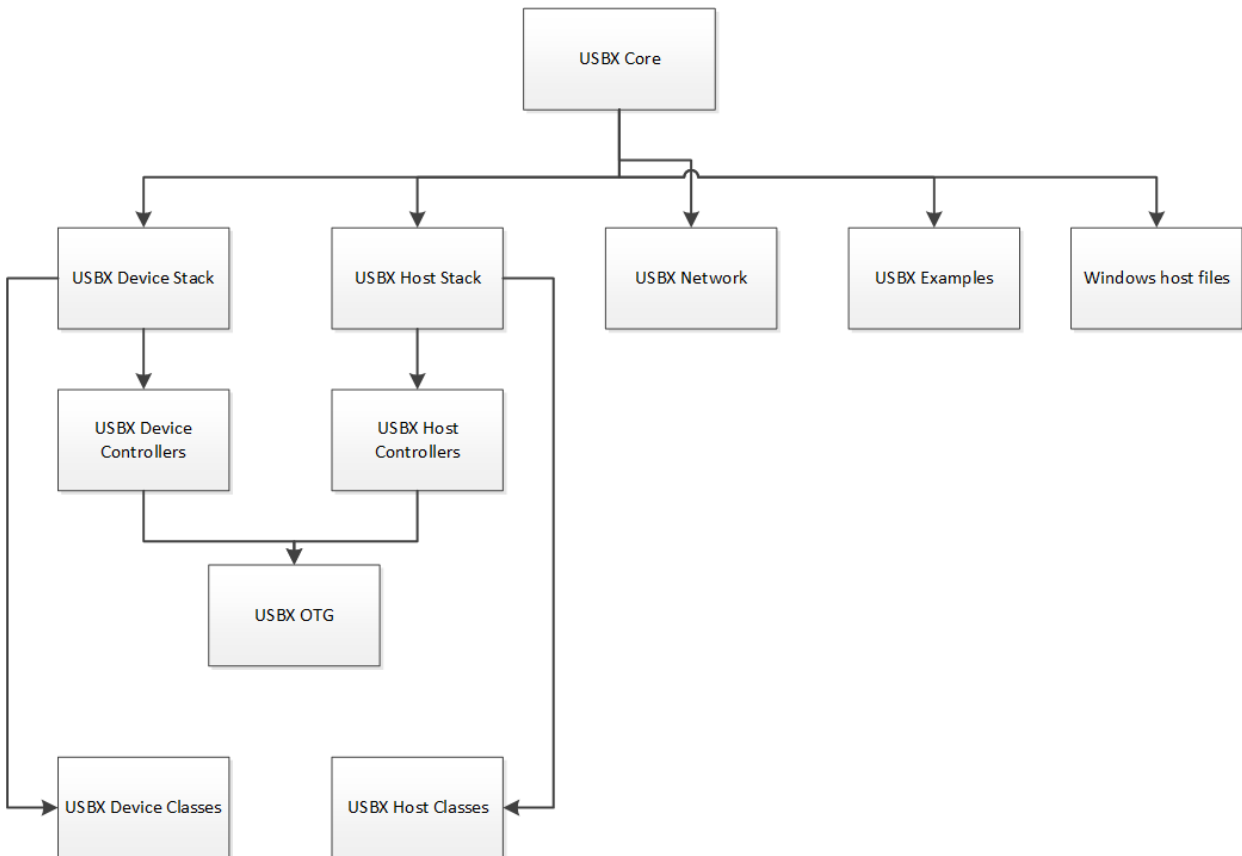 USBX Core
USBX Device Stack
USBX Host Stack
USBX Network
USBX Examples
Windows host files
USBX Device
Controllers
USBX Host
Controllers
USBX OTG
USBX Device Classes
USBX Host Classes